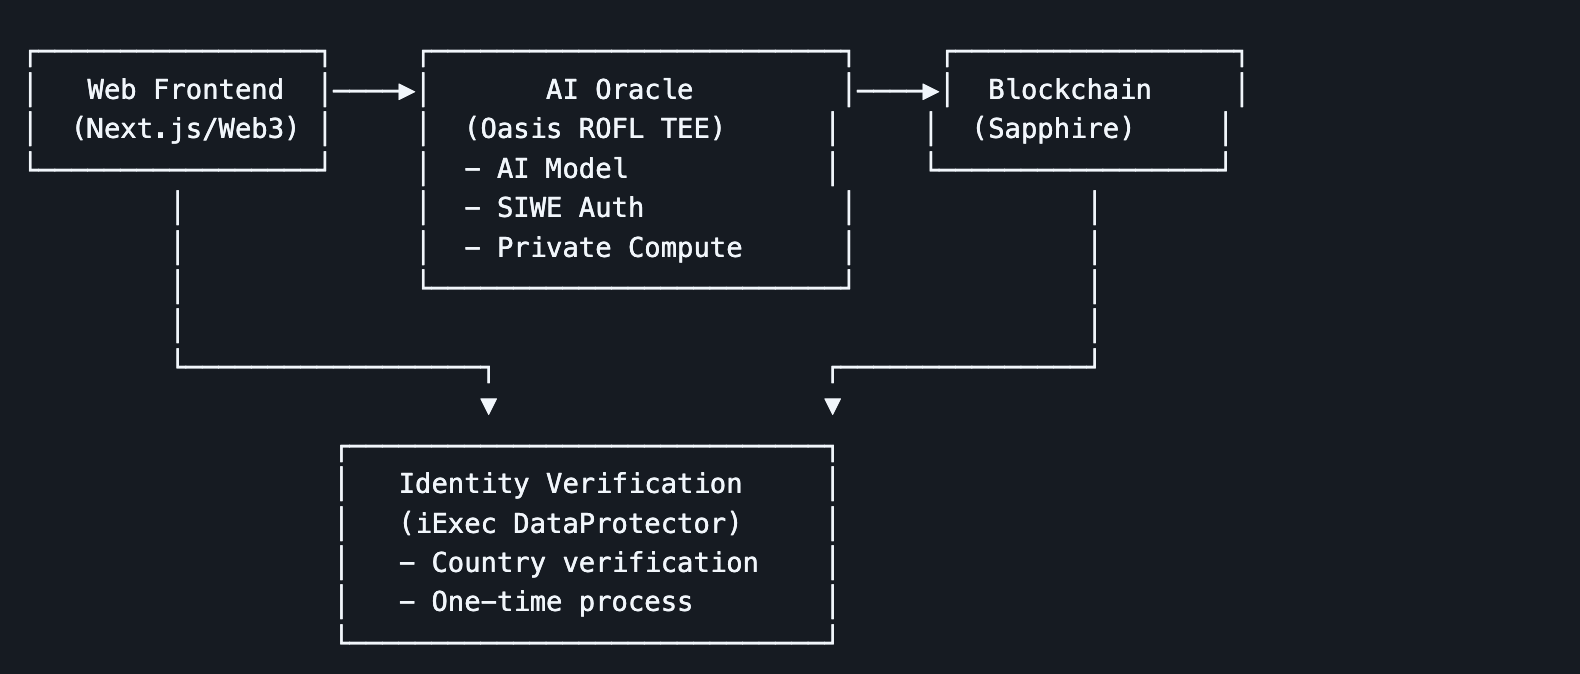 Web Frontend
(Next.js/Web3)
AI Oracle
(Oasis ROFL TEE)
- AI Model
- SIWE Auth
- Private Compute
Blockchain
(Sapphire)
Identity Verification
(iExec DataProtector)
- Country verification
- One-time process